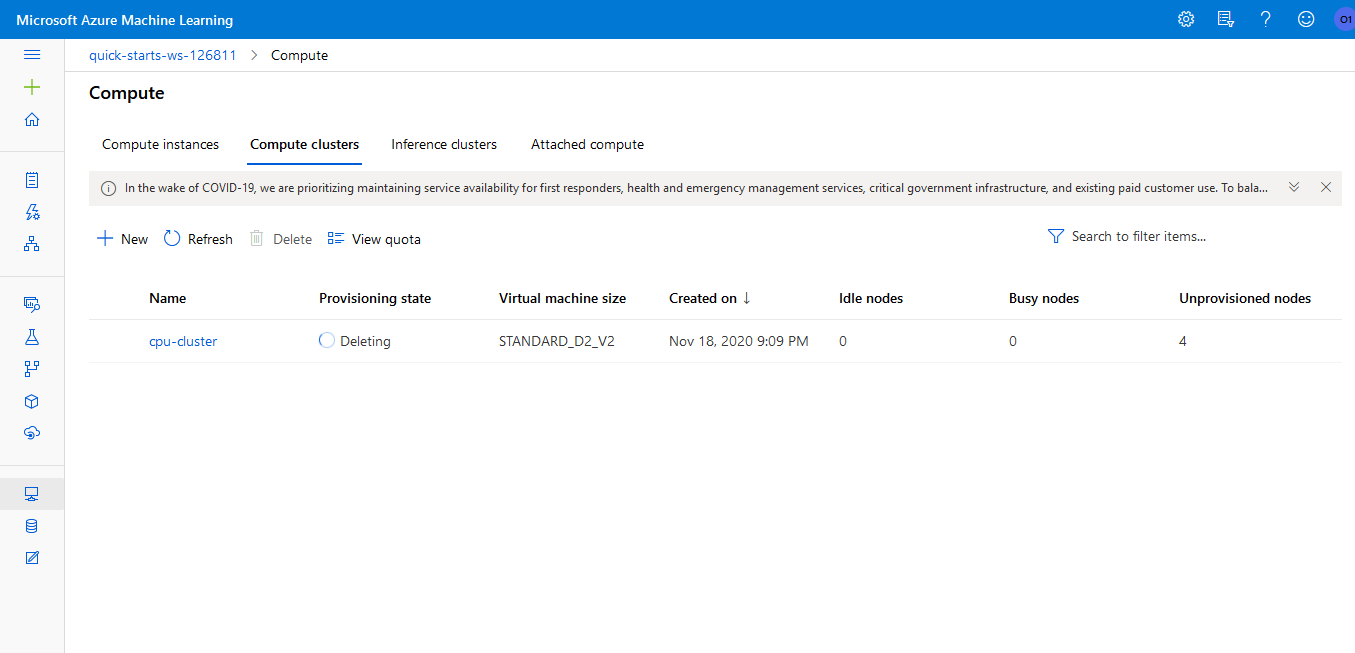 Microsoft Azure Machine Learning
O1
quick-starts-ws-126811 > Compute
Compute
Compute instances Compute clusters Inference clusters Attached compute
In the wake of COVID-19, we are prioritizing maintaining service availability for first responders, health and emergency management services, critical government infrastructure, and existing paid customer use. To bala...
New Refresh Delete View quota Search to filter items...
Name Provisioning state Virtual machine size Created on ↓ Idle nodes Busy nodes Unprovisioned nodes
cpu-cluster Deleting STANDARD_D2_V2 Nov 18, 2020 9:09 PM 0 0 4